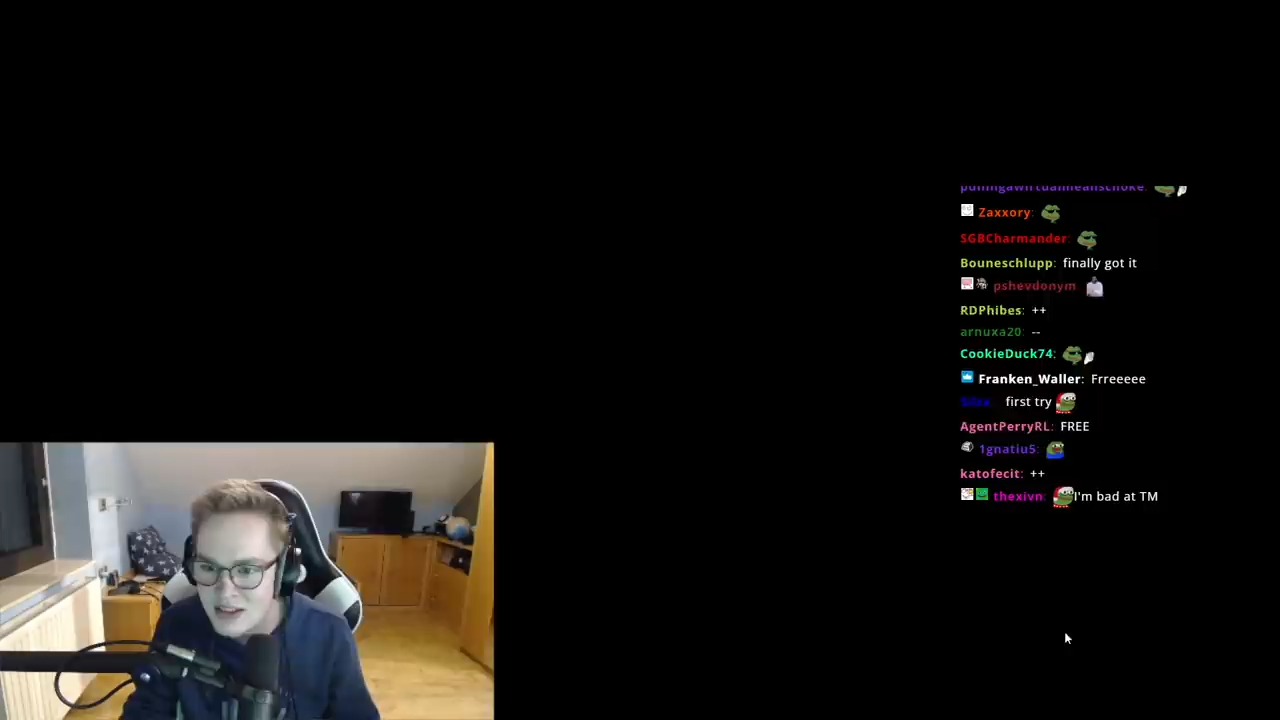 Zaxxory:
SGBCharmander:
Bouneschlupp: finally got it
pshevdonym:
RDPhibes: ++
arnuxa20: --
CookieDuck74:
Franken_Waller: Frreeeee
first try
AgentPerryRL: FREE
1gnatiu5:
katofecit: ++
thexivn: I'm bad at TM